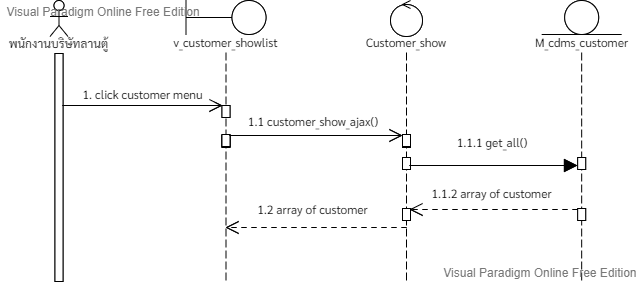 Visual Paradigm Online Free Edition
พนักงานบริษัทลานตู้
v_customer_showlist
Customer_show
M_cdms_customer
1. click customer menu
1.1 customer_show_ajax()
1.1.1 get_all()
1.1.2 array of customer
1.2 array of customer
Visual Paradigm Online Free Edition